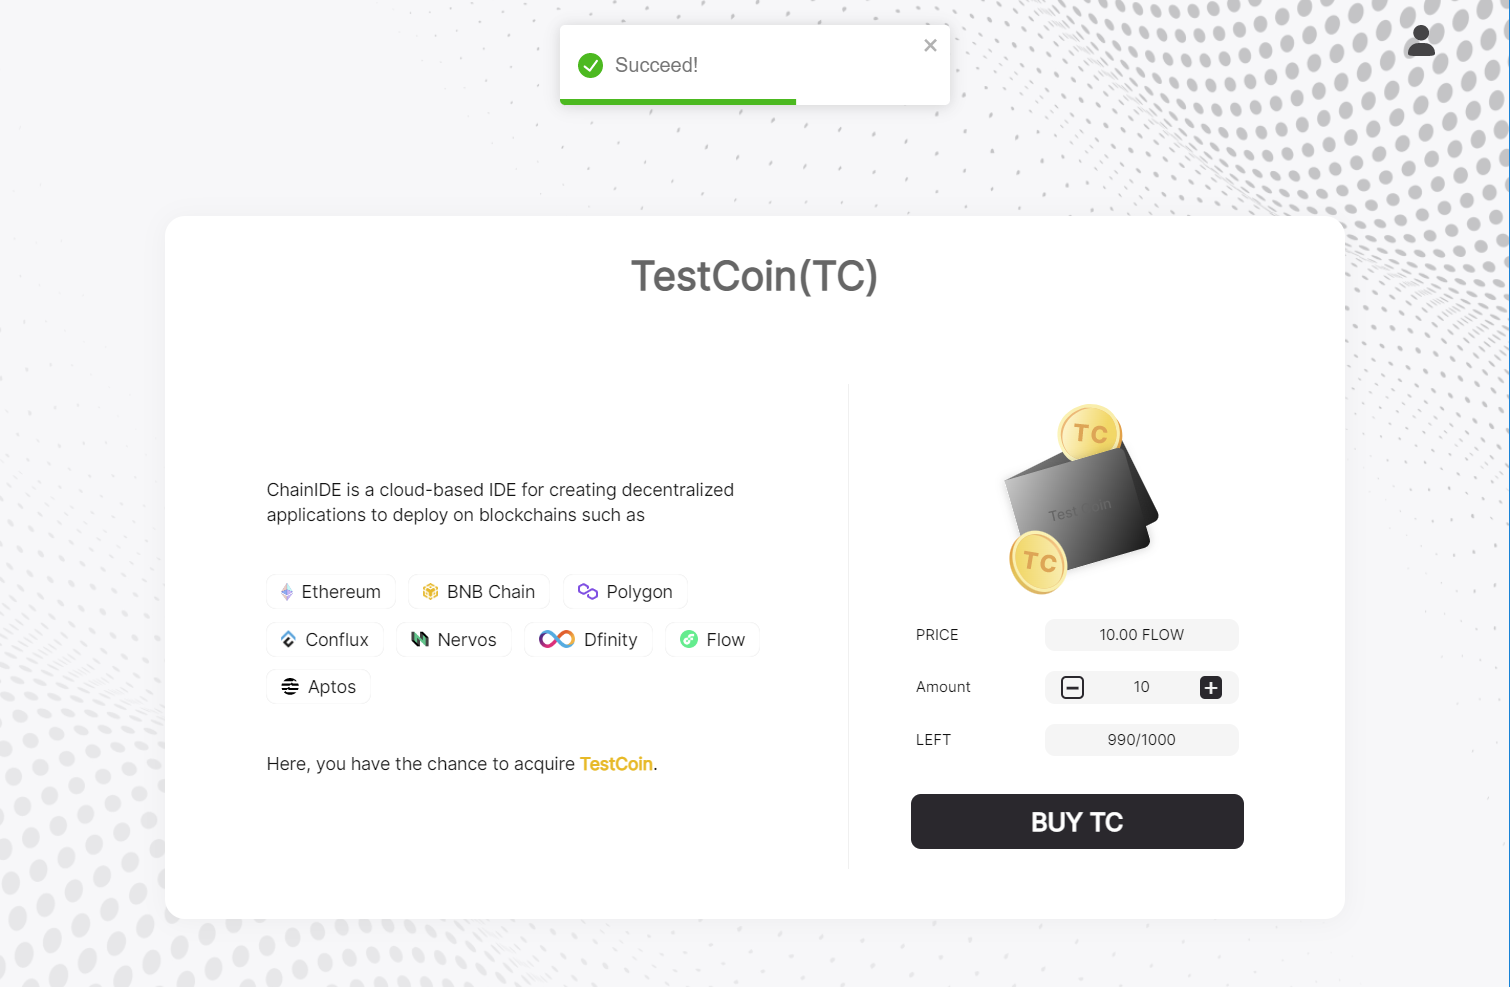 Succeed!
TestCoin(TC)
ChainIDE is a cloud-based IDE for creating decentralized
applications to deploy on blockchains such as
Ethereum
BNB Chain
Polygon
Conflux
Nervos
Dfinity
Flow
Aptos
Here, you have the chance to acquire TestCoin.
TC
Test Coin
TC
PRICE
10.00 FLOW
Amount
10
LEFT
990/1000
BUY TC